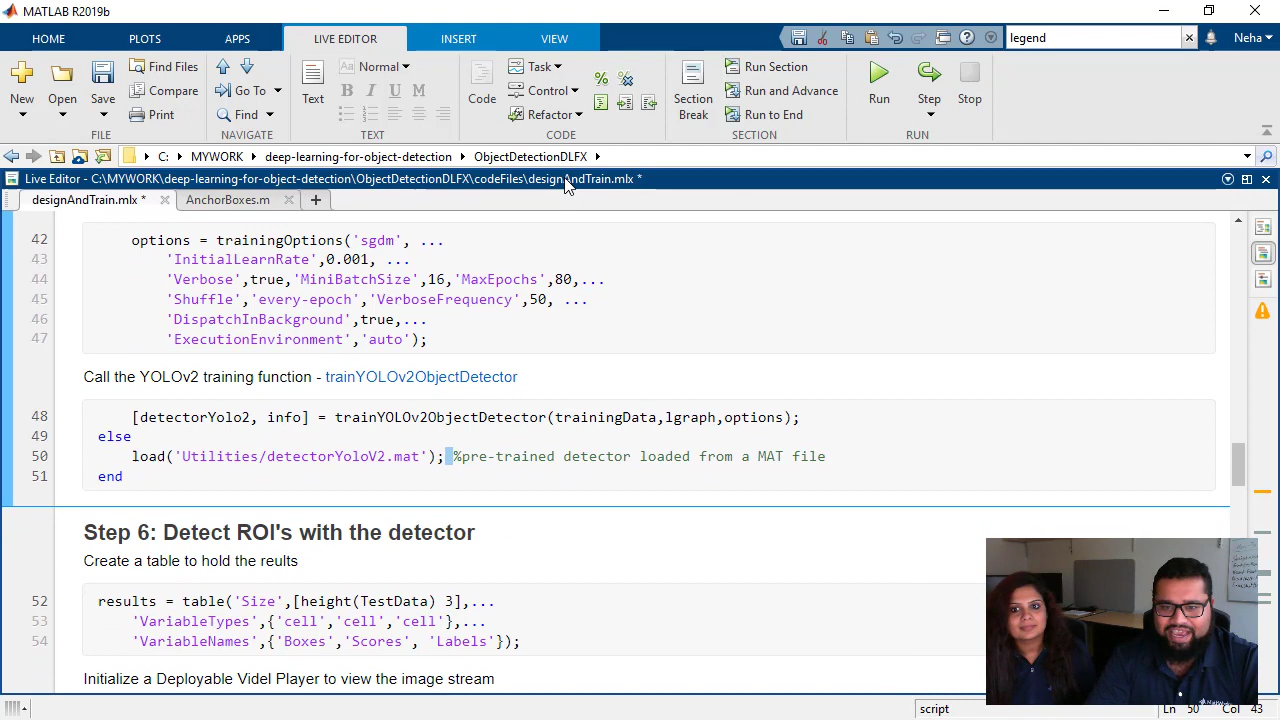 MATLAB R2019b
HOME PLOTS APPS LIVE EDITOR INSERT VIEW legend Neha
Find Files Normal Task Run Section
Compare Go To B I U M Control Run and Advance
New Open Save Print Find Text Code Refactor Section Break Run to End Run Step Stop
FILE NAVIGATE TEXT CODE SECTION RUN
C: MYWORK deep-learning-for-object-detection ObjectDetectionDLFX
Live Editor - C:\MYWORK\deep-learning-for-object-detection\ObjectDetectionDLFX\codeFiles\designAndTrain.mlx *
designAndTrain.mlx * AnchorBoxes.m
42 options = trainingOptions('sgdm', ...
43 'InitialLearnRate',0.001, ...
44 'Verbose',true,'MiniBatchSize',16,'MaxEpochs',80,...
45 'Shuffle','every-epoch','VerboseFrequency',50, ...
46 'DispatchInBackground',true,...
47 'ExecutionEnvironment','auto');
Call the YOLOv2 training function - trainYOLOv2ObjectDetector
48 [detectorYolo2, info] = trainYOLOv2ObjectDetector(trainingData,lgraph,options);
49 else
50 load('Utilities/detectorYoloV2.mat'); %pre-trained detector loaded from a MAT file
51 end
Step 6: Detect ROI's with the detector
Create a table to hold the reults
52 results = table('Size',[height(TestData) 3],...
53 'VariableTypes',{'cell','cell','cell'},...
54 'VariableNames',{'Boxes','Scores', 'Labels'});
Initialize a Deployable Videl Player to view the image stream
script Ln 50 Col 43